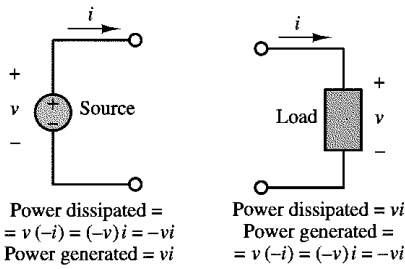 i
+
v
−
+
−
Source
Power dissipated =
= v (−i) = (−v) i = −vi
Power generated = vi
i
Load
+
v
−
Power dissipated = vi
Power generated =
= v (−i) = (−v) i = −vi